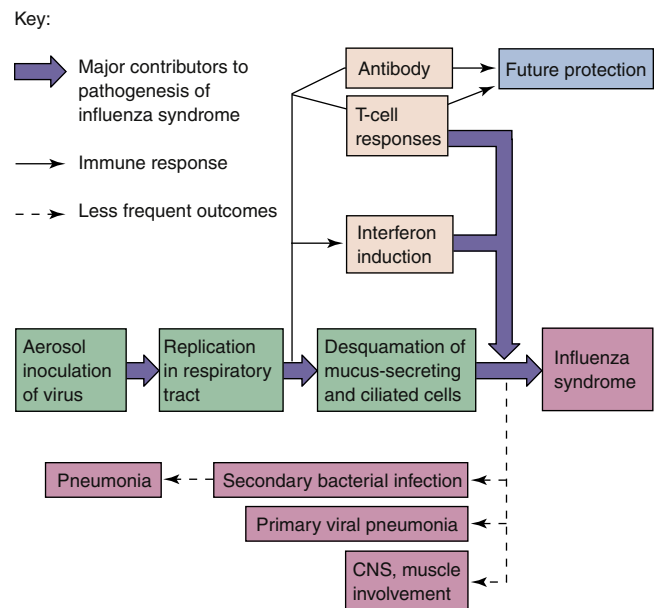 Key:
Major contributors to
pathogenesis of
influenza syndrome
Immune response
Less frequent outcomes
Antibody
Future protection
T-cell
responses
Interferon
induction
Aerosol
inoculation
of virus
Replication
in respiratory
tract
Desquamation of
mucus-secreting
and ciliated cells
Influenza
syndrome
Pneumonia
Secondary bacterial infection
Primary viral pneumonia
CNS, muscle
involvement